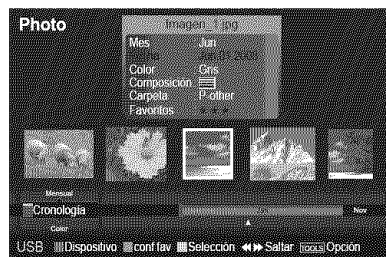 Photo
Imagen_1.jpg
Mes Jun
Color Gris
Composición
Carpeta P-other
Favoritos ★★★
Mensual
Cronología Nov
Color
USB Dispositivo conf fav Selección Saltar TOOLS Opción